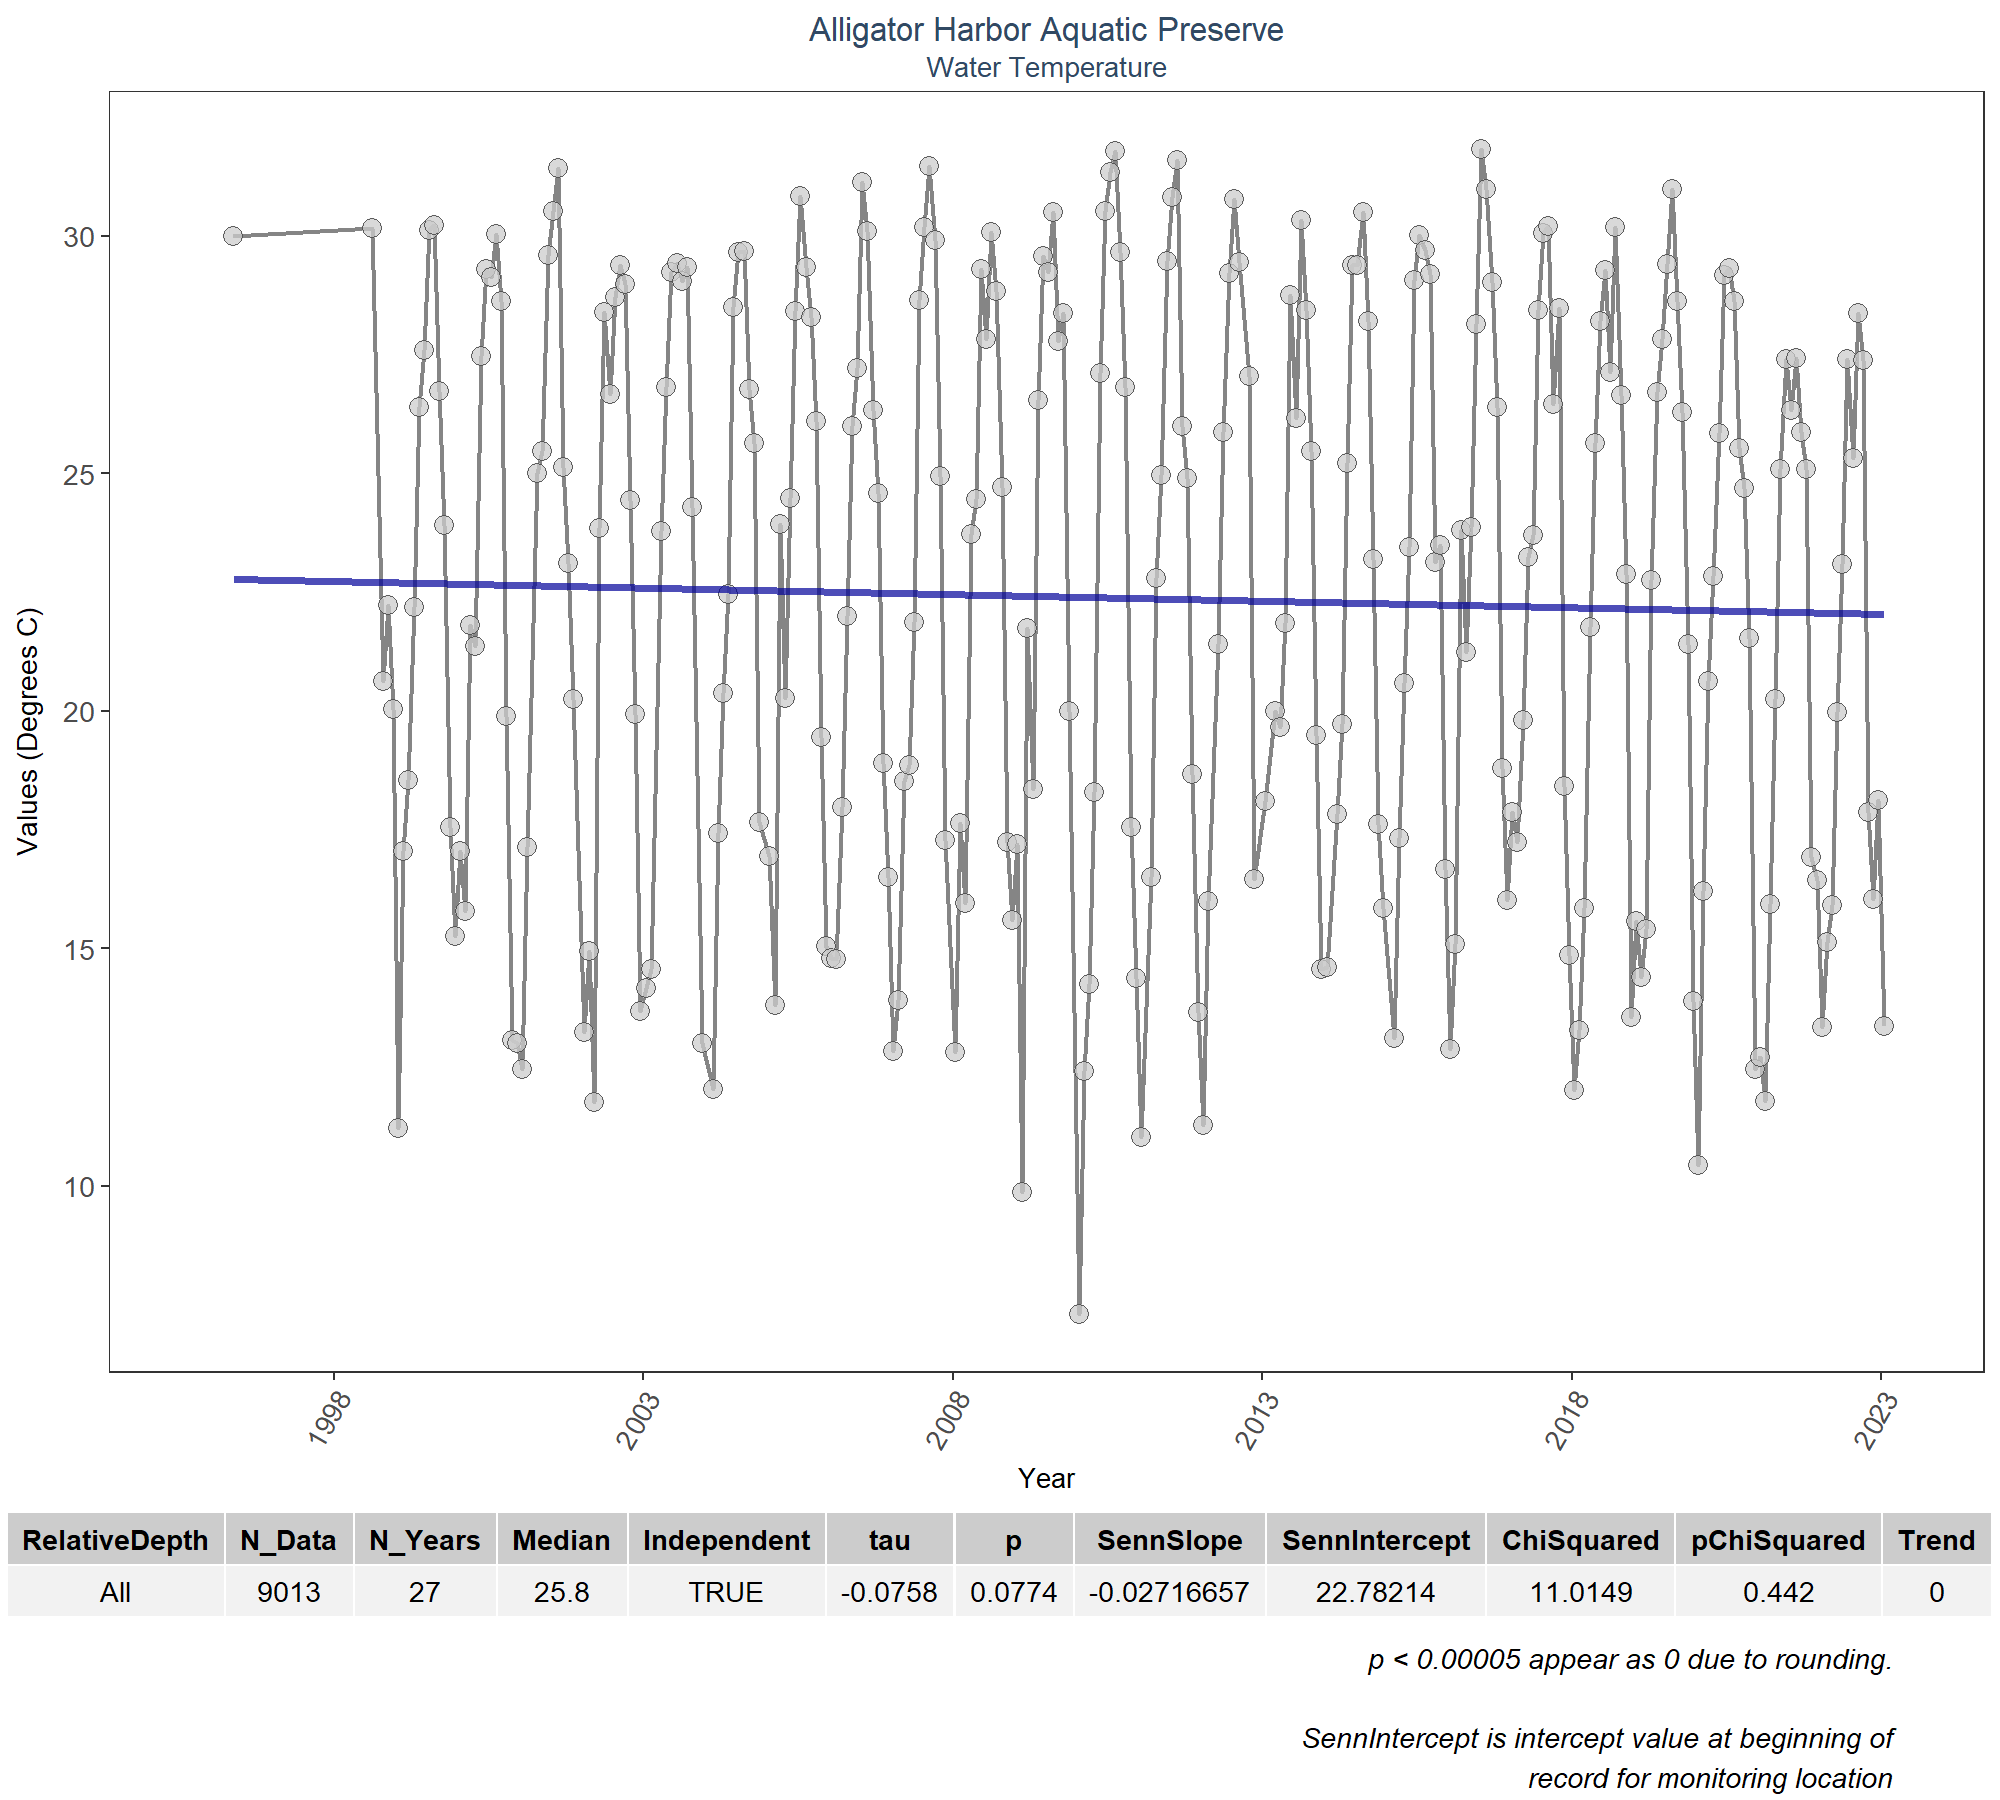 Alligator Harbor Aquatic Preserve
Water Temperature
Values (Degrees C)
30
25
20
15
10
1998
2003
2008
2013
2018
2023
Year
RelativeDepth N_Data N_Years Median Independent tau p SennSlope SennIntercept ChiSquared pChiSquared Trend
All 9013 27 25.8 TRUE -0.0758 0.0774 -0.02716657 22.78214 11.0149 0.442 0
p < 0.00005 appear as 0 due to rounding.
SennIntercept is intercept value at beginning of
record for monitoring location